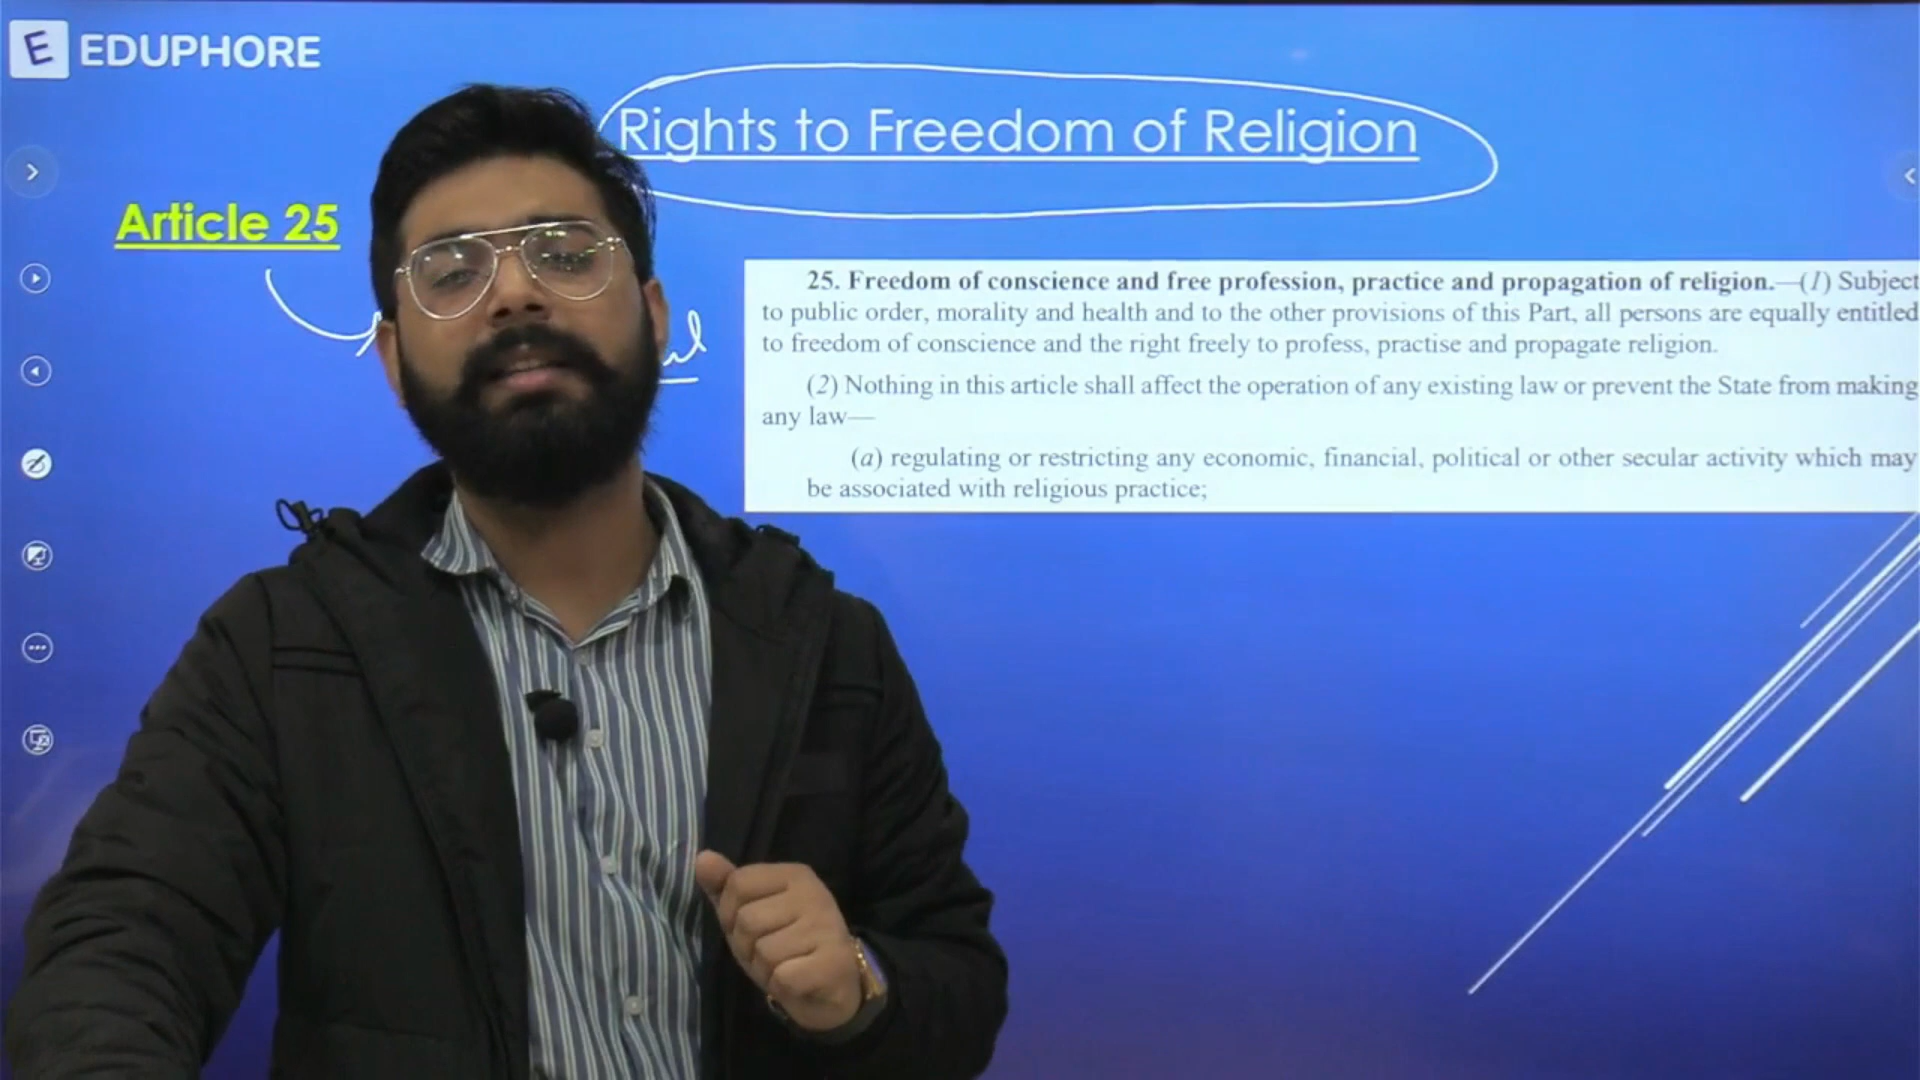 E EDUPHORE
Rights to Freedom of Religion
Article 25
25. Freedom of conscience and free profession, practice and propagation of religion.—(1) Subject
to public order, morality and health and to the other provisions of this Part, all persons are equally entitled
to freedom of conscience and the right freely to profess, practise and propagate religion.
(2) Nothing in this article shall affect the operation of any existing law or prevent the State from making
any law—
(a) regulating or restricting any economic, financial, political or other secular activity which may
be associated with religious practice;